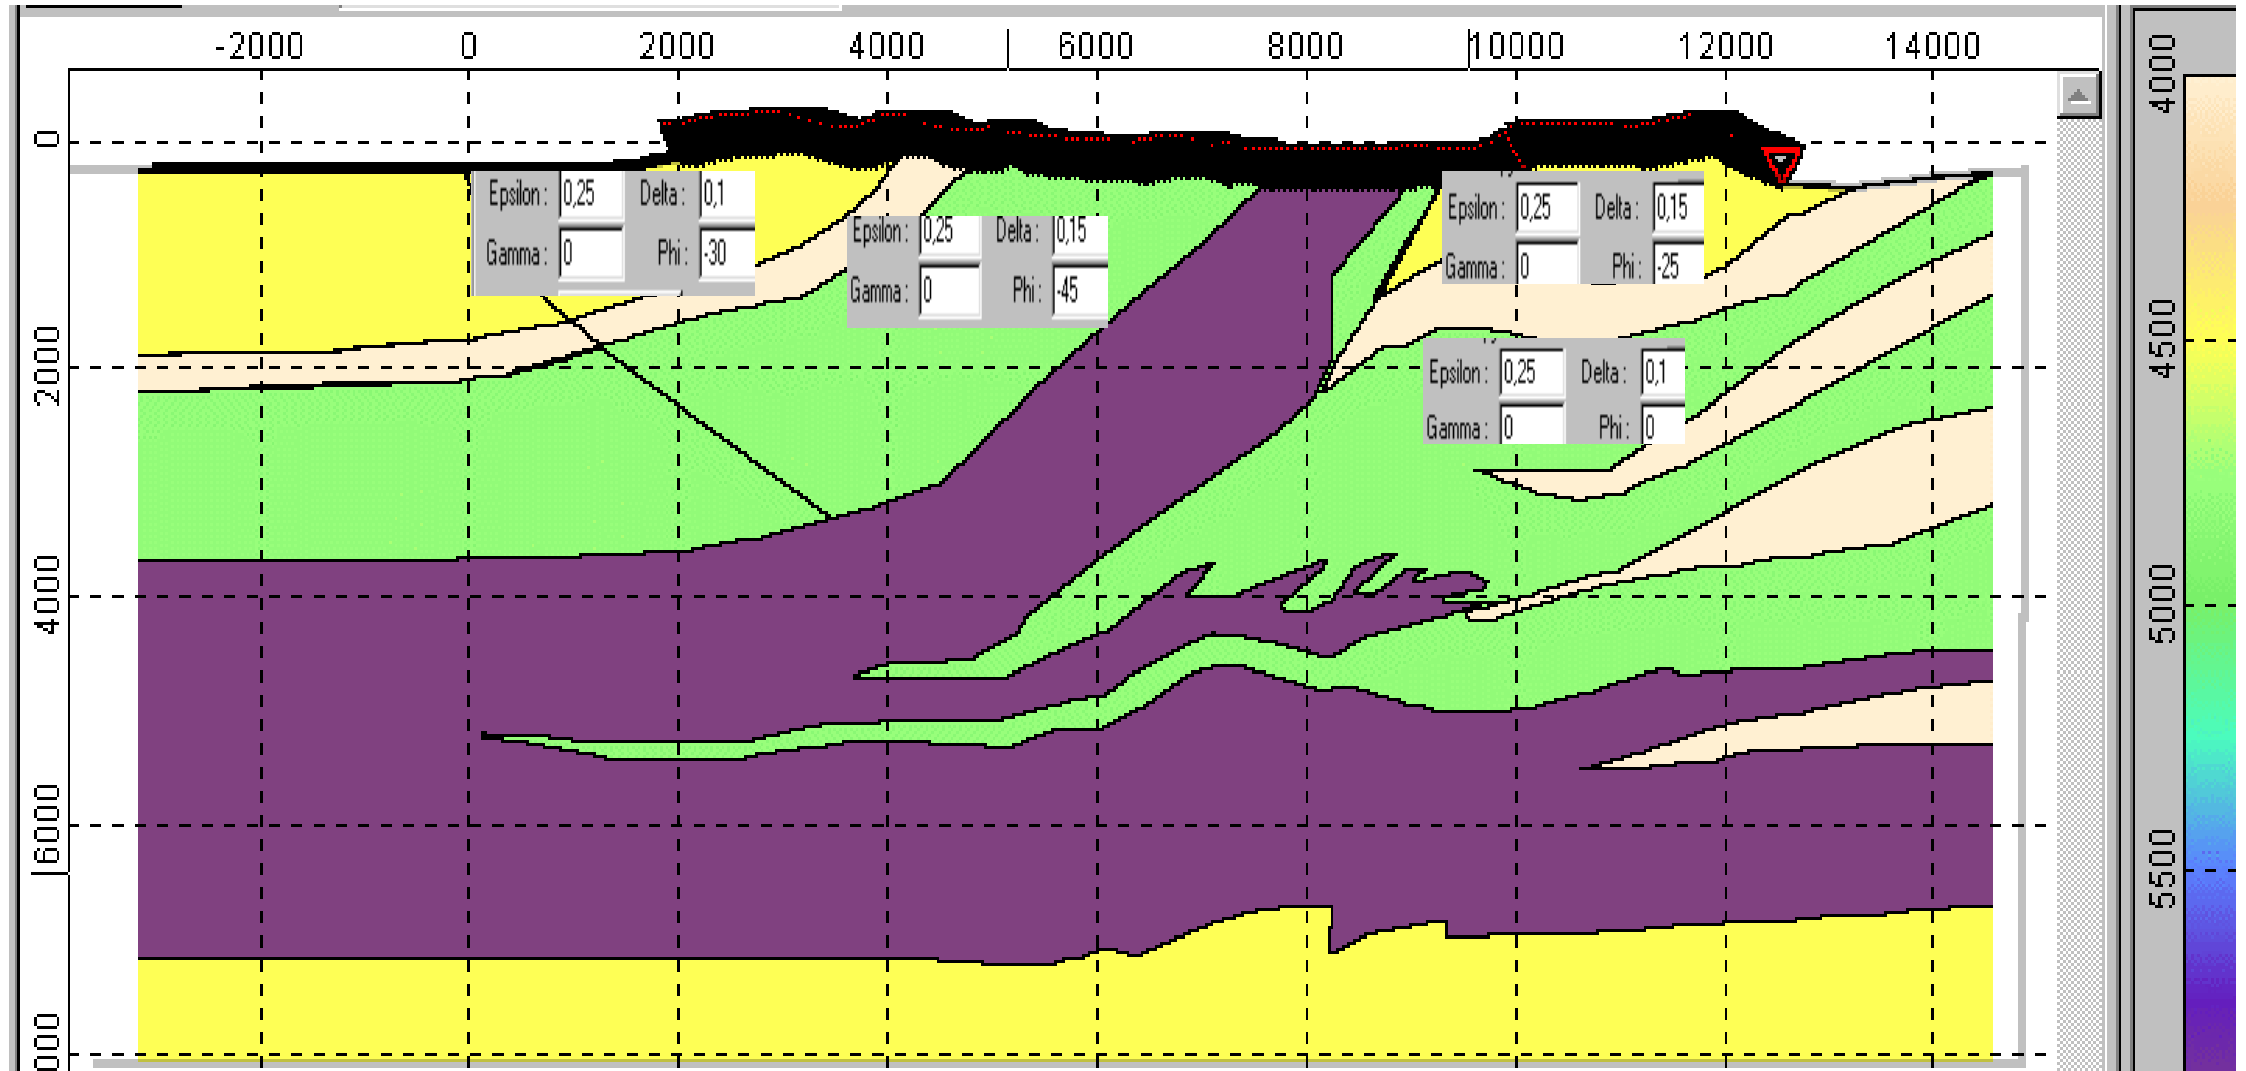 -2000 0 2000 4000 6000 8000 10000 12000 14000
0
2000
4000
6000
000
4000
4500
5000
5500
Epsilon : 0,25 Delta : 0,1
Gamma : 0 Phi : -30
Epsilon : 0,25 Delta : 0,15
Gamma : 0 Phi : -45
Epsilon : 0,25 Delta : 0,15
Gamma : 0 Phi : -25
Epsilon : 0,25 Delta : 0,1
Gamma : 0 Phi : 0